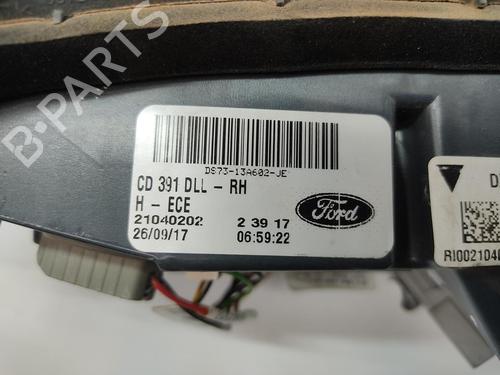 B-PARTS
DS73-13A602-JE
CD 391 DLL - RH
H - ECE
21040202 2 39 17
26/09/17 06:59:22
Ford